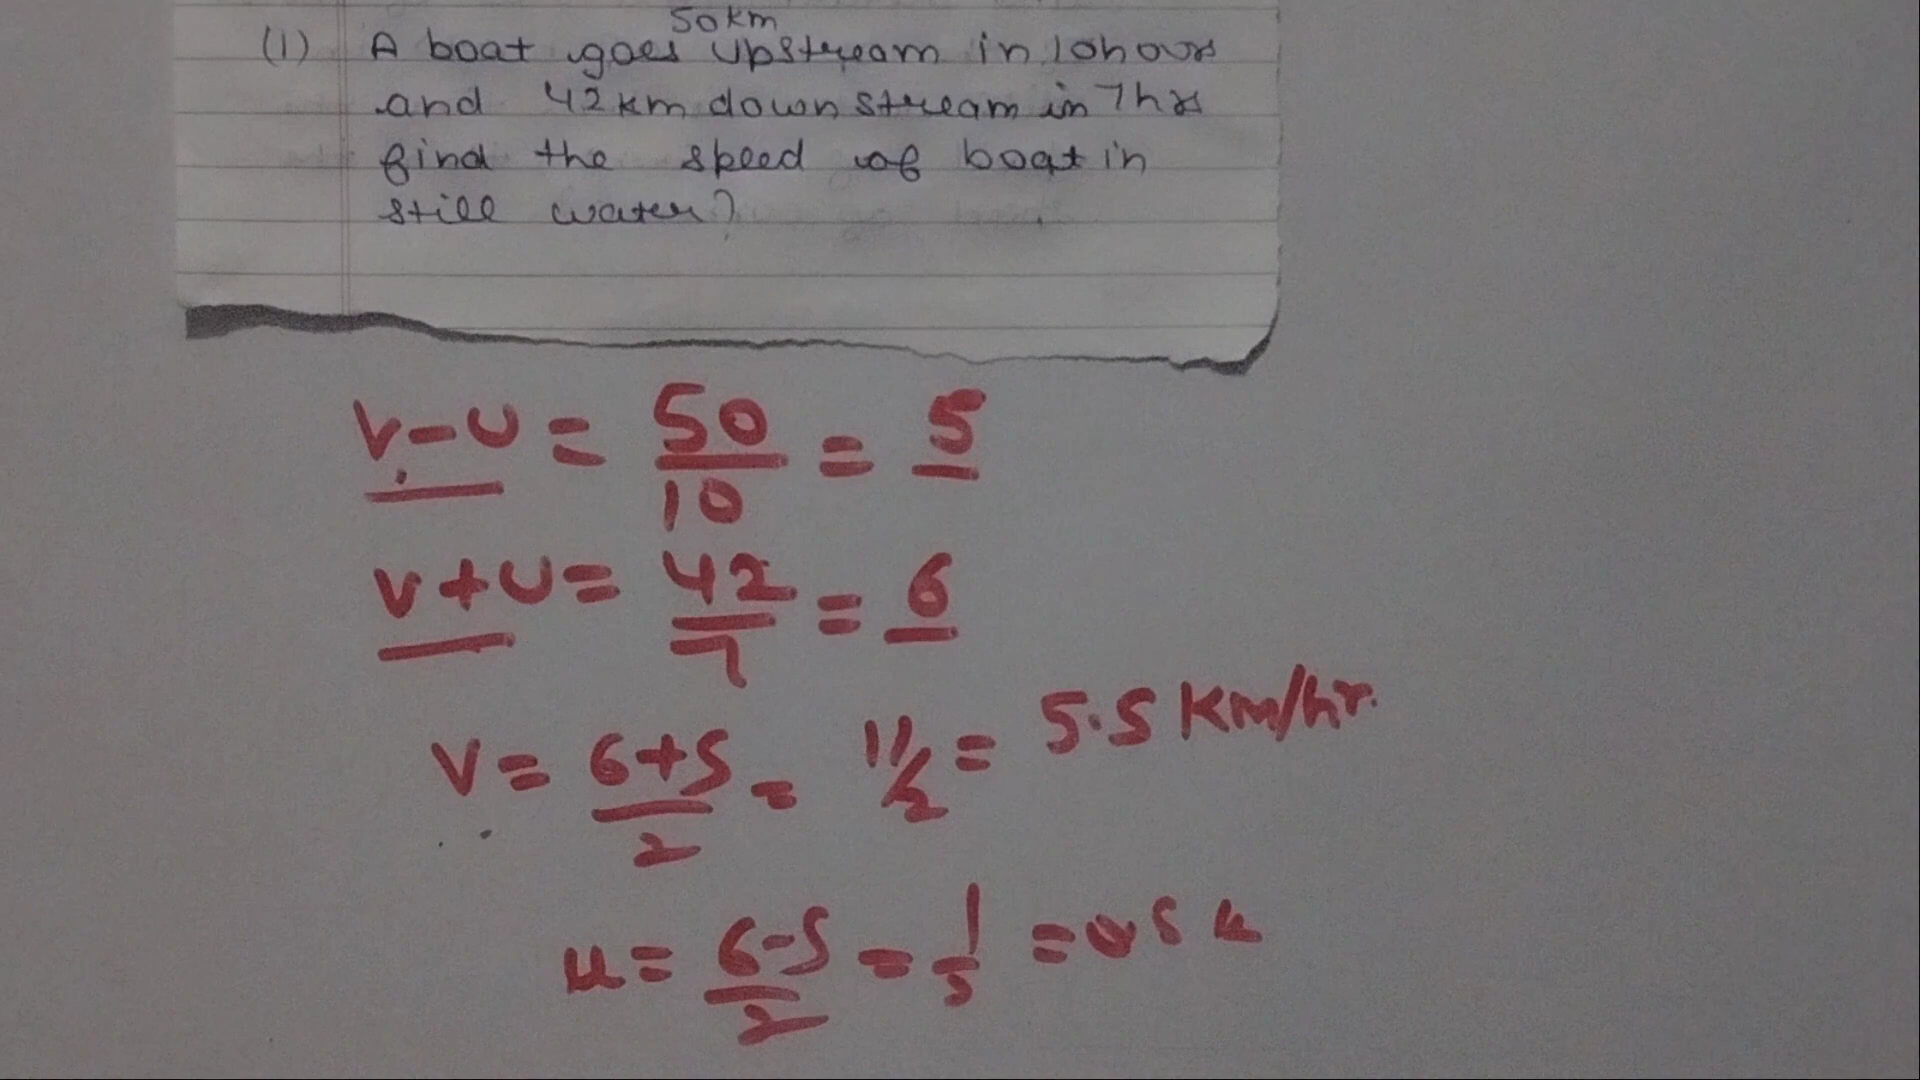 50km
(1) A boat goes upstream in 10hours
and 42km down stream in 7hrs
find the speed of boat in
still water?
V-U = 50/10 = 5
V+U = 42/7 = 6
V = 6+5/2 = 11/2 = 5.5 KM/hr.
u = 6-5/2 = 1/5 =